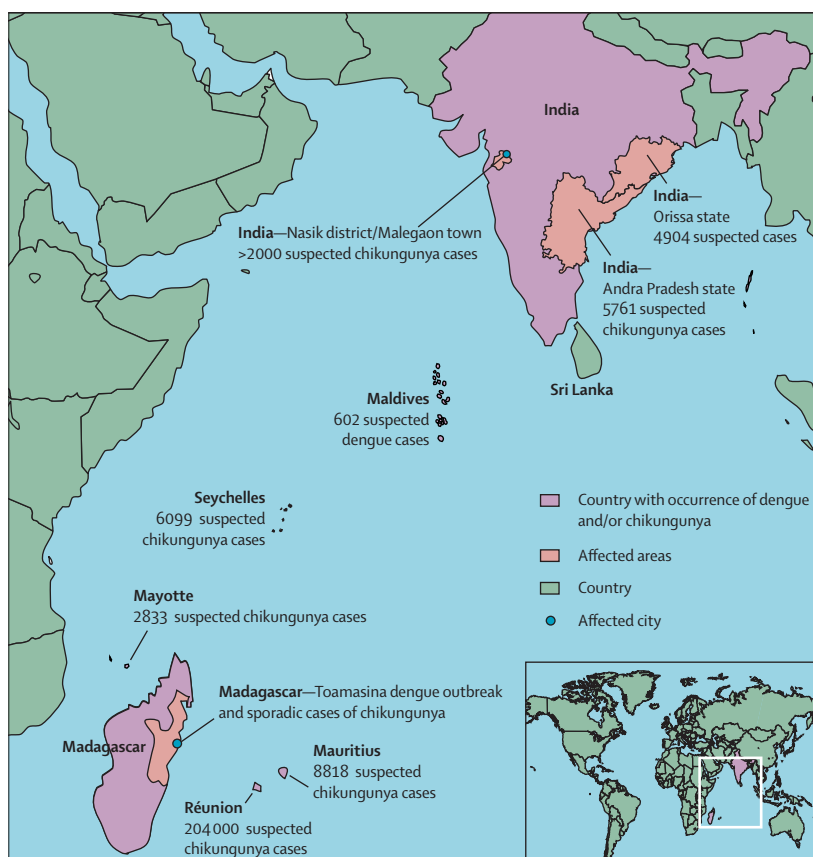 India
India—Nasik district/Malegaon town
>2000 suspected chikungunya cases
India—
Orissa state
4904 suspected cases
India—
Andra Pradesh state
5761 suspected
chikungunya cases
Sri Lanka
Maldives
602 suspected
dengue cases
Seychelles
6099 suspected
chikungunya cases
Country with occurrence of dengue
and/or chikungunya
Affected areas
Country
Affected city
Mayotte
2833 suspected chikungunya cases
Madagascar—Toamasina dengue outbreak
and sporadic cases of chikungunya
Madagascar
Mauritius
8818 suspected
chikungunya cases
Réunion
204 000 suspected
chikungunya cases